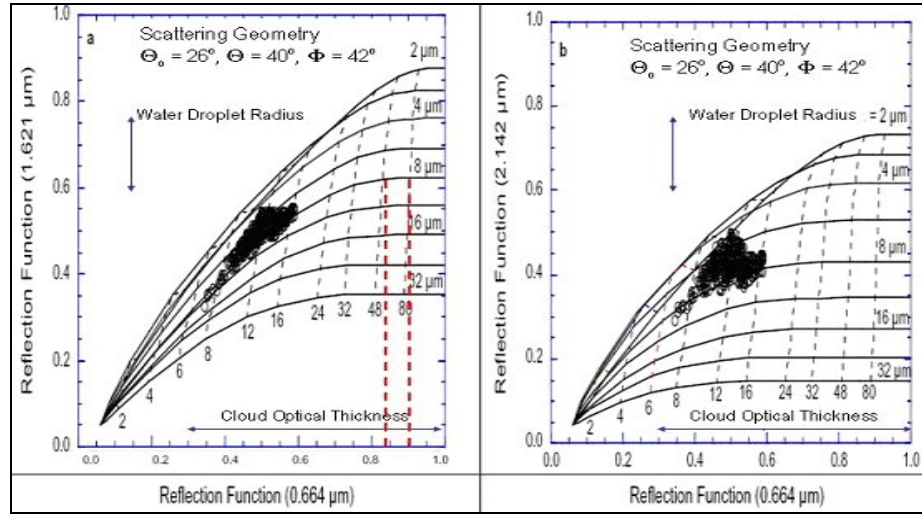 a
Scattering Geometry
Θo = 26º, Θ = 40º, Φ = 42º
Water Droplet Radius
2 µm
4 µm
8 µm
16 µm
32 µm
2 4 6 8 12 16 24 32 48 80
Cloud Optical Thickness
Reflection Function (1.621 µm)
0.0 0.2 0.4 0.6 0.8 1.0
0.0 0.2 0.4 0.6 0.8 1.0
Reflection Function (0.664 µm)
b
Scattering Geometry
Θo = 26º, Θ = 40º, Φ = 42º
Water Droplet Radius
= 2 µm
4 µm
8 µm
16 µm
32 µm
2 4 6 8 12 16 24 32 48 80
Cloud Optical Thickness
Reflection Function (2.142 µm)
0.0 0.2 0.4 0.6 0.8 1.0
0.0 0.2 0.4 0.6 0.8 1.0
Reflection Function (0.664 µm)